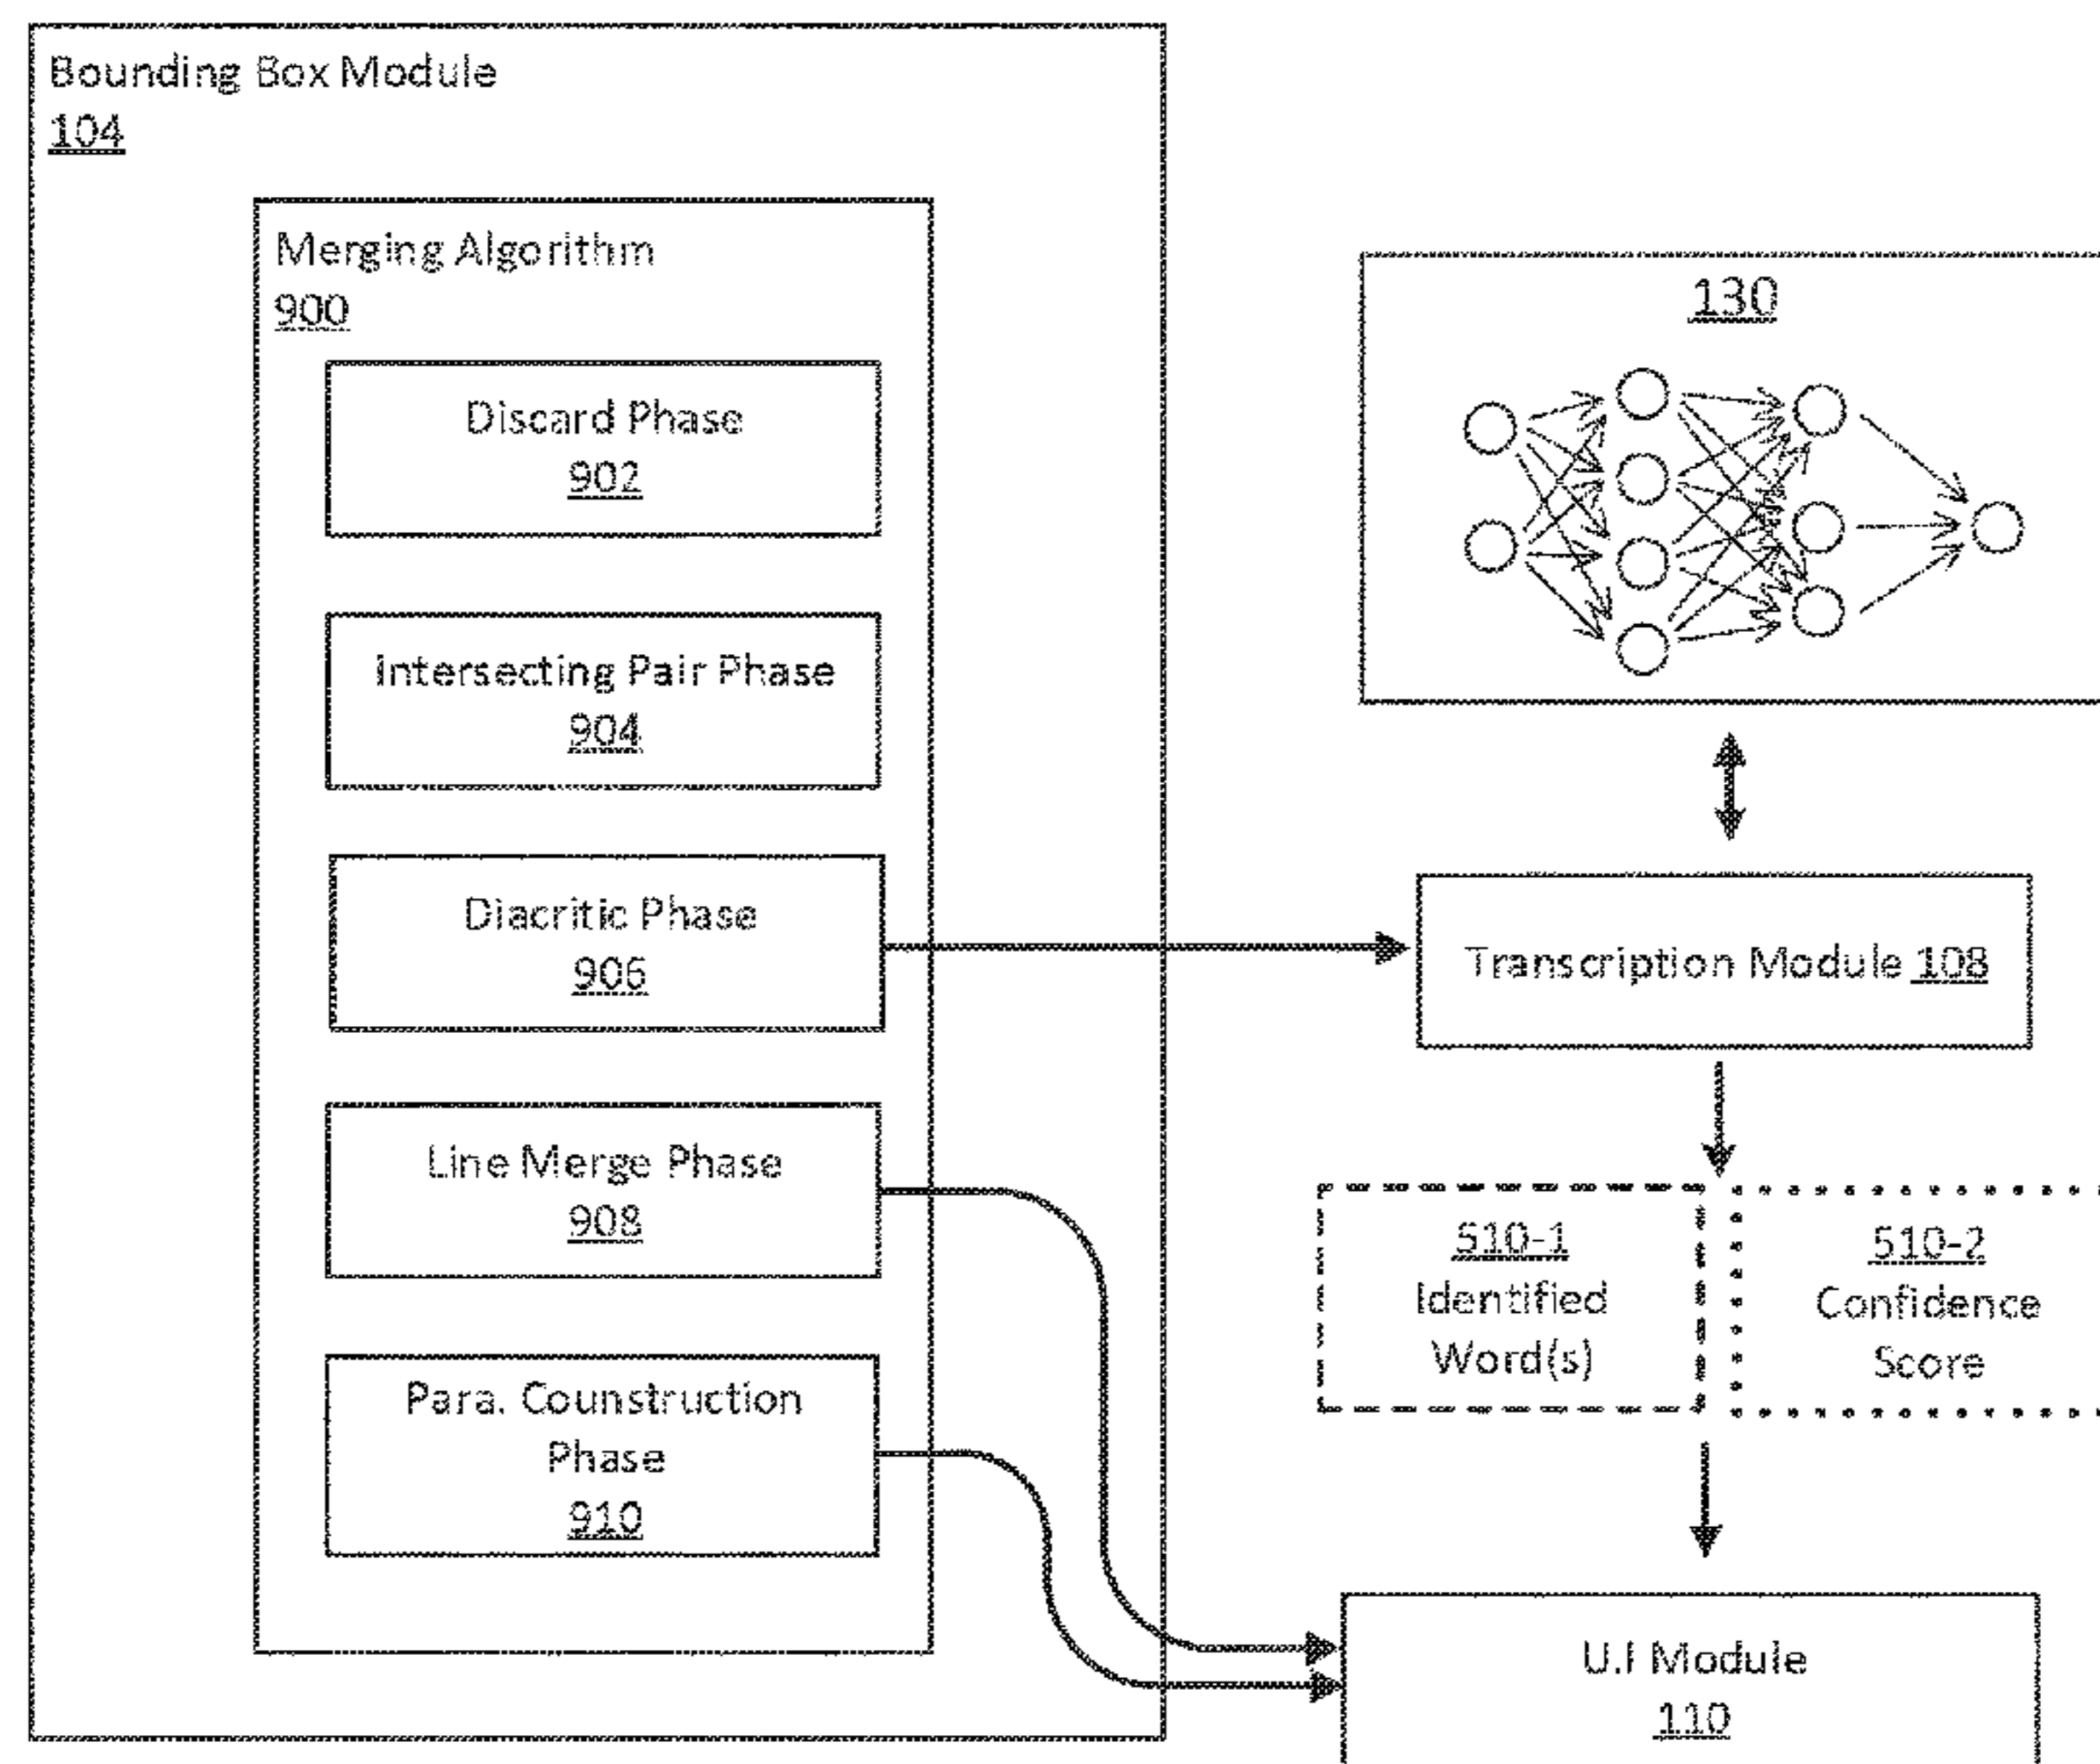 Bounding Box Module
104
Merging Algorithm
900
Discard Phase
902
Intersecting Pair Phase
904
Diacritic Phase
906
Line Merge Phase
908
Para. Counstruction
Phase
910
130
Transcription Module 108
510-1
Identified
Word(s)
510-2
Confidence
Score
U.I Module
110